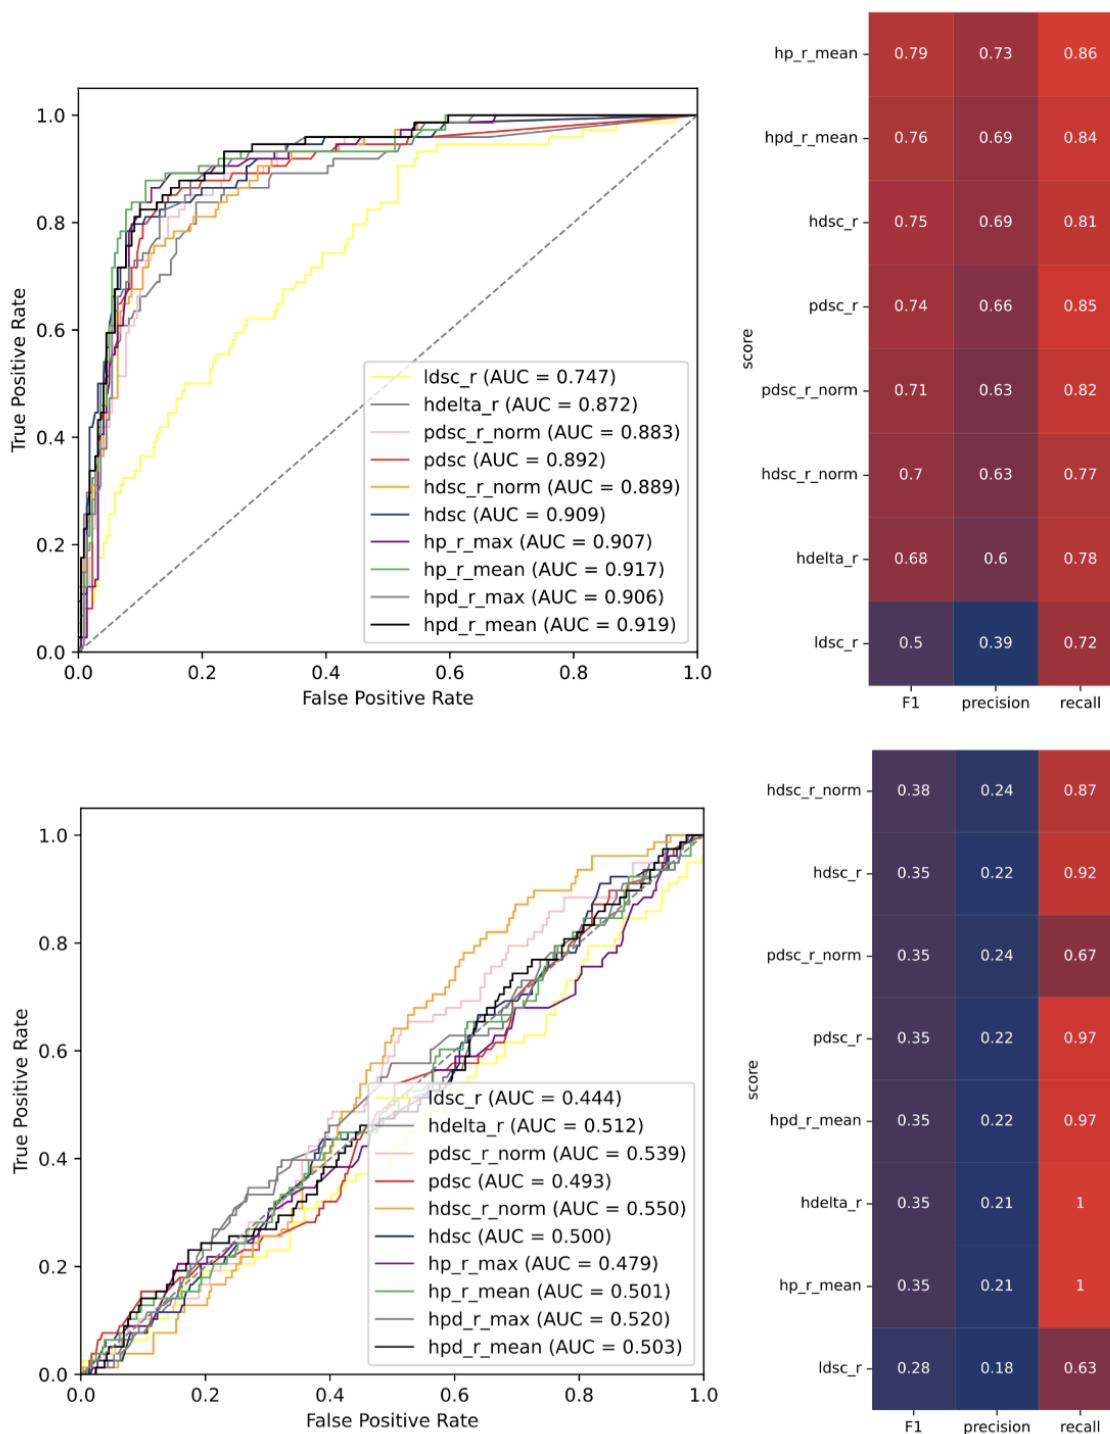 1.0
0.8
0.6
0.4
0.2
0.0
True Positive Rate
0.0 0.2 0.4 0.6 0.8 1.0
False Positive Rate
ldsc_r (AUC = 0.747)
hdelta_r (AUC = 0.872)
pdsc_r_norm (AUC = 0.883)
pdsc (AUC = 0.892)
hdsc_r_norm (AUC = 0.889)
hdsc (AUC = 0.909)
hp_r_max (AUC = 0.907)
hp_r_mean (AUC = 0.917)
hpd_r_max (AUC = 0.906)
hpd_r_mean (AUC = 0.919)
score
hp_r_mean 0.79 0.73 0.86
hpd_r_mean 0.76 0.69 0.84
hdsc_r 0.75 0.69 0.81
pdsc_r 0.74 0.66 0.85
pdsc_r_norm 0.71 0.63 0.82
hdsc_r_norm 0.7 0.63 0.77
hdelta_r 0.68 0.6 0.78
ldsc_r 0.5 0.39 0.72
F1 precision recall
1.0
0.8
0.6
0.4
0.2
0.0
True Positive Rate
0.0 0.2 0.4 0.6 0.8 1.0
False Positive Rate
ldsc_r (AUC = 0.444)
hdelta_r (AUC = 0.512)
pdsc_r_norm (AUC = 0.539)
pdsc (AUC = 0.493)
hdsc_r_norm (AUC = 0.550)
hdsc (AUC = 0.500)
hp_r_max (AUC = 0.479)
hp_r_mean (AUC = 0.501)
hpd_r_max (AUC = 0.520)
hpd_r_mean (AUC = 0.503)
score
hdsc_r_norm 0.38 0.24 0.87
hdsc_r 0.35 0.22 0.92
pdsc_r_norm 0.35 0.24 0.67
pdsc_r 0.35 0.22 0.97
hpd_r_mean 0.35 0.22 0.97
hdelta_r 0.35 0.21 1
hp_r_mean 0.35 0.21 1
ldsc_r 0.28 0.18 0.63
F1 precision recall